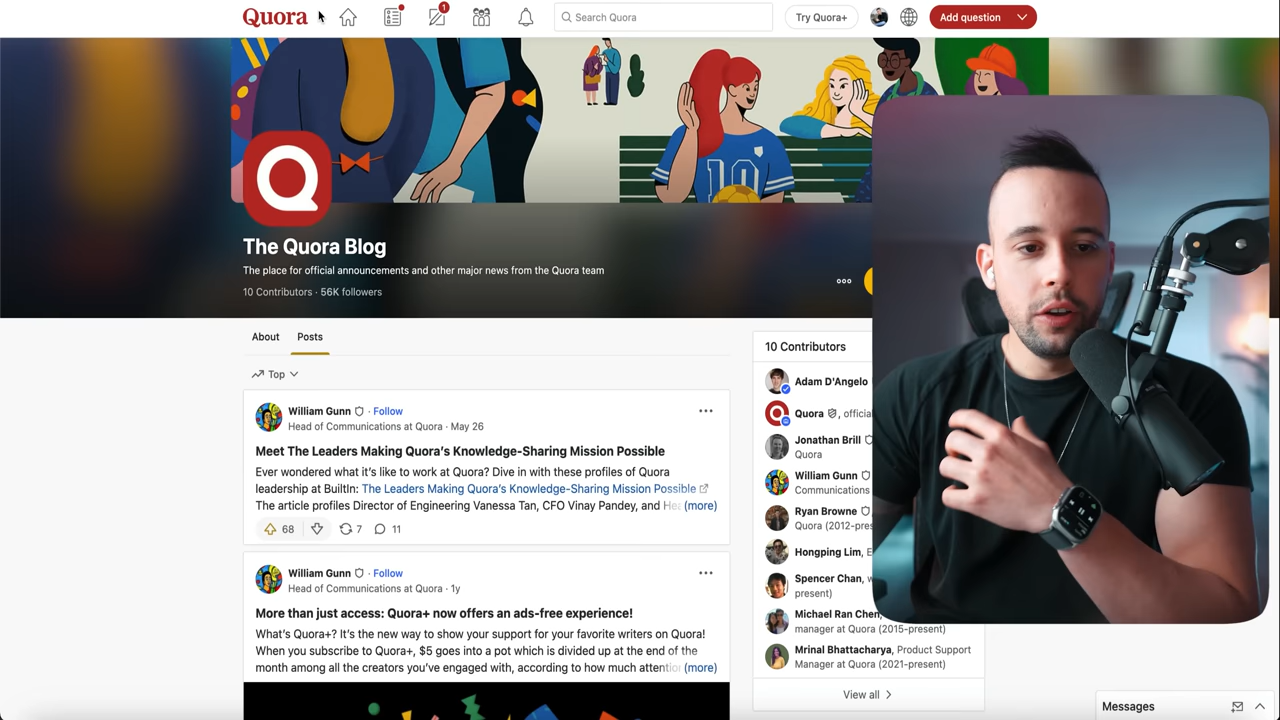 Quora
1
Search Quora
Try Quora+
Add question
10
The Quora Blog
The place for official announcements and other major news from the Quora team
10 Contributors · 56K followers
About
Posts
Top
William Gunn · Follow
Head of Communications at Quora · May 26
Meet The Leaders Making Quora's Knowledge-Sharing Mission Possible
Ever wondered what it's like to work at Quora? Dive in with these profiles of Quora
leadership at BuiltIn: The Leaders Making Quora's Knowledge-Sharing Mission Possible
The article profiles Director of Engineering Vanessa Tan, CFO Vinay Pandey, and (more)
68
7
11
William Gunn · Follow
Head of Communications at Quora · 1y
More than just access: Quora+ now offers an ads-free experience!
What's Quora+? It's the new way to show your support for your favorite writers on Quora!
When you subscribe to Quora+, $5 goes into a pot which is divided up at the end of the
month among all the creators you've engaged with, according to how much (more)
10 Contributors
Adam D'Angelo
Quora
Jonathan Brill
Quora
William Gunn
Communications
Ryan Browne
Quora (2012-
Hongping Lim,
Spencer Chan,
present)
Michael Ran Chen,
manager at Quora (2015-present)
Mrinal Bhattacharya, Product Support
Manager at Quora (2021-present)
View all
Messages